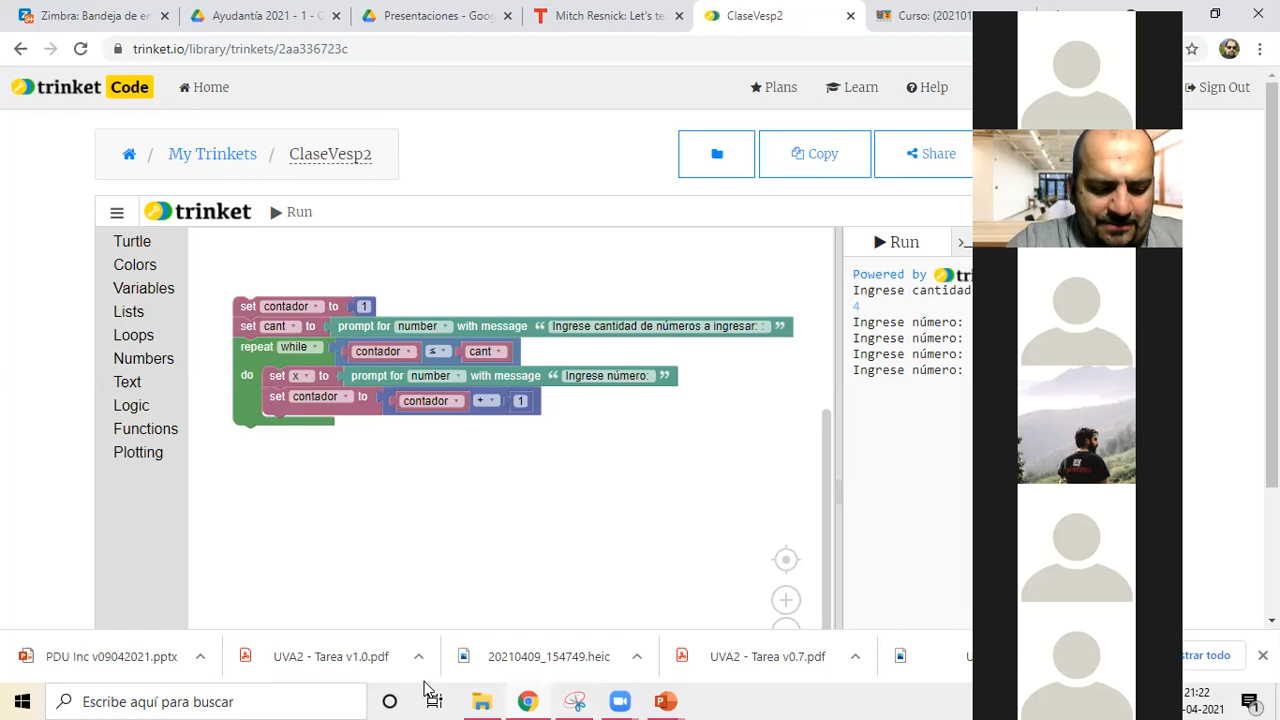 Zimbra: Bandeja de en
Ayudantía
Presentaciones - Goog
Mitch Resnick: Let's te
ClaseVesp2
Curso: (20210
trinket.io/library/trinkets/2aa336723c
trinket Code Home Plans Learn Help Sign Out
My Trinkets / ClaseVesp2 Copy Share
trinket Run
Run
Turtle
Colors
Variables
Lists
Loops
Numbers
Text
Logic
Functions
Plotting
set contador to 1
set cant to prompt for number with message “ Ingrese cantidad de números a ingresar: : ”
repeat while contador ≤ cant
do set x to prompt for number with message “ Ingrese número: ”
set contador to contador + 1
Powered by trin
Ingrese cantidad
4
Ingrese número:
Ingrese número:
Ingrese número:
Ingrese número:
PDU Inc v09042021.pptx
UVA2 - Tarea v1.0.pdf
20210409_154749.heic
UVA2 - Tarea v0.7.pdf
strar todo
Escribe aquí para buscar
21:22
-04-2021
1